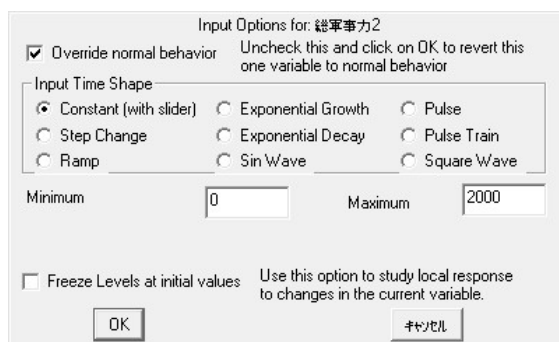 Input Options for: 総軍事力2
Override normal behavior
Uncheck this and click on OK to revert this
one variable to normal behavior
Input Time Shape
Constant (with slider)
Exponential Growth
Pulse
Step Change
Exponential Decay
Pulse Train
Ramp
Sin Wave
Square Wave
Minimum
0
Maximum
2000
Freeze Levels at initial values
Use this option to study local response
to changes in the current variable.
OK
キャンセル